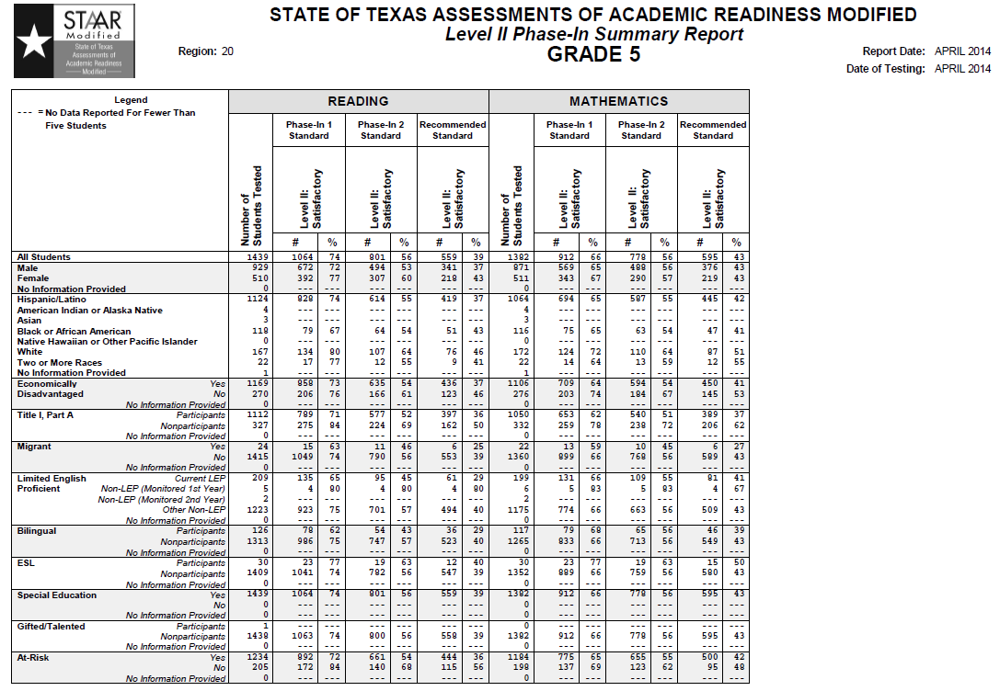 STAAR
Modified
State of Texas
Assessments of
Academic Readiness
Modified
STATE OF TEXAS ASSESSMENTS OF ACADEMIC READINESS MODIFIED
Level II Phase-In Summary Report
GRADE 5
Region: 20
Report Date: APRIL 2014
Date of Testing: APRIL 2014
Legend
--- = No Data Reported For Fewer Than
Five Students
READING MATHEMATICS
Number of Students Tested
Phase-In 1 Standard Phase-In 2 Standard Recommended Standard
Level II: Satisfactory Level II: Satisfactory Level II: Satisfactory
Number of Students Tested
Phase-In 1 Standard Phase-In 2 Standard Recommended Standard
Level II: Satisfactory Level II: Satisfactory Level II: Satisfactory
# % # % # % # % # % # %
All Students 1439 1064 74 801 56 559 39 1382 912 66 778 56 595 43
Male 929 672 72 494 53 341 37 871 569 65 488 56 376 43
Female 510 392 77 307 60 218 43 511 343 67 290 57 219 43
No Information Provided 0 --- --- --- --- --- --- 0 --- --- --- --- --- ---
Hispanic/Latino 1124 828 74 614 55 419 37 1064 694 65 587 55 445 42
American Indian or Alaska Native 4 --- --- --- --- --- --- 4 --- --- --- --- --- ---
Asian 3 --- --- --- --- --- --- 3 --- --- --- --- --- ---
Black or African American 118 79 67 64 54 51 43 116 75 65 63 54 47 41
Native Hawaiian or Other Pacific Islander 0 --- --- --- --- --- --- 0 --- --- --- --- --- ---
White 167 134 80 107 64 76 46 172 124 72 110 64 87 51
Two or More Races 22 17 77 12 55 9 41 22 14 64 13 59 12 55
No Information Provided 1 --- --- --- --- --- --- 1 --- --- --- --- --- ---
Economically Yes 1169 858 73 635 54 436 37 1106 709 64 594 54 450 41
Disadvantaged No 270 206 76 166 61 123 46 276 203 74 184 67 145 53
No Information Provided 0 --- --- --- --- --- --- 0 --- --- --- --- --- ---
Title I, Part A Participants 1112 789 71 577 52 397 36 1050 653 62 540 51 389 37
Nonparticipants 327 275 84 224 69 162 50 332 259 78 238 72 206 62
No Information Provided 0 --- --- --- --- --- --- 0 --- --- --- --- --- ---
Migrant Yes 24 15 63 11 46 6 25 22 13 59 10 45 6 27
No 1415 1049 74 790 56 553 39 1360 899 66 768 56 589 43
No Information Provided 0 --- --- --- --- --- --- 0 --- --- --- --- --- ---
Limited English Current LEP 209 135 65 95 45 61 29 199 131 66 109 55 81 41
Proficient Non-LEP (Monitored 1st Year) 5 4 80 4 80 4 80 6 5 83 5 83 4 67
Non-LEP (Monitored 2nd Year) 2 --- --- --- --- --- --- 2 --- --- --- --- --- ---
Other Non-LEP 1223 923 75 701 57 494 40 1175 774 66 663 56 509 43
No Information Provided 0 --- --- --- --- --- --- 0 --- --- --- --- --- ---
Bilingual Participants 126 78 62 54 43 36 29 117 79 68 65 56 46 39
Nonparticipants 1313 986 75 747 57 523 40 1265 833 66 713 56 549 43
No Information Provided 0 --- --- --- --- --- --- 0 --- --- --- --- --- ---
ESL Participants 30 23 77 19 63 12 40 30 23 77 19 63 15 50
Nonparticipants 1409 1041 74 782 56 547 39 1352 889 66 759 56 580 43
No Information Provided 0 --- --- --- --- --- --- 0 --- --- --- --- --- ---
Special Education Yes 1439 1064 74 801 56 559 39 1382 912 66 778 56 595 43
No 0 --- --- --- --- --- --- 0 --- --- --- --- --- ---
No Information Provided 0 --- --- --- --- --- --- 0 --- --- --- --- --- ---
Gifted/Talented Participants 1 --- --- --- --- --- --- 0 --- --- --- --- --- ---
Nonparticipants 1438 1063 74 800 56 558 39 1382 912 66 778 56 595 43
No Information Provided 0 --- --- --- --- --- --- 0 --- --- --- --- --- ---
At-Risk Yes 1234 892 72 661 54 444 36 1184 775 65 655 55 500 42
No 205 172 84 140 68 115 56 198 137 69 123 62 95 48
No Information Provided 0 --- --- --- --- --- --- 0 --- --- --- --- --- ---